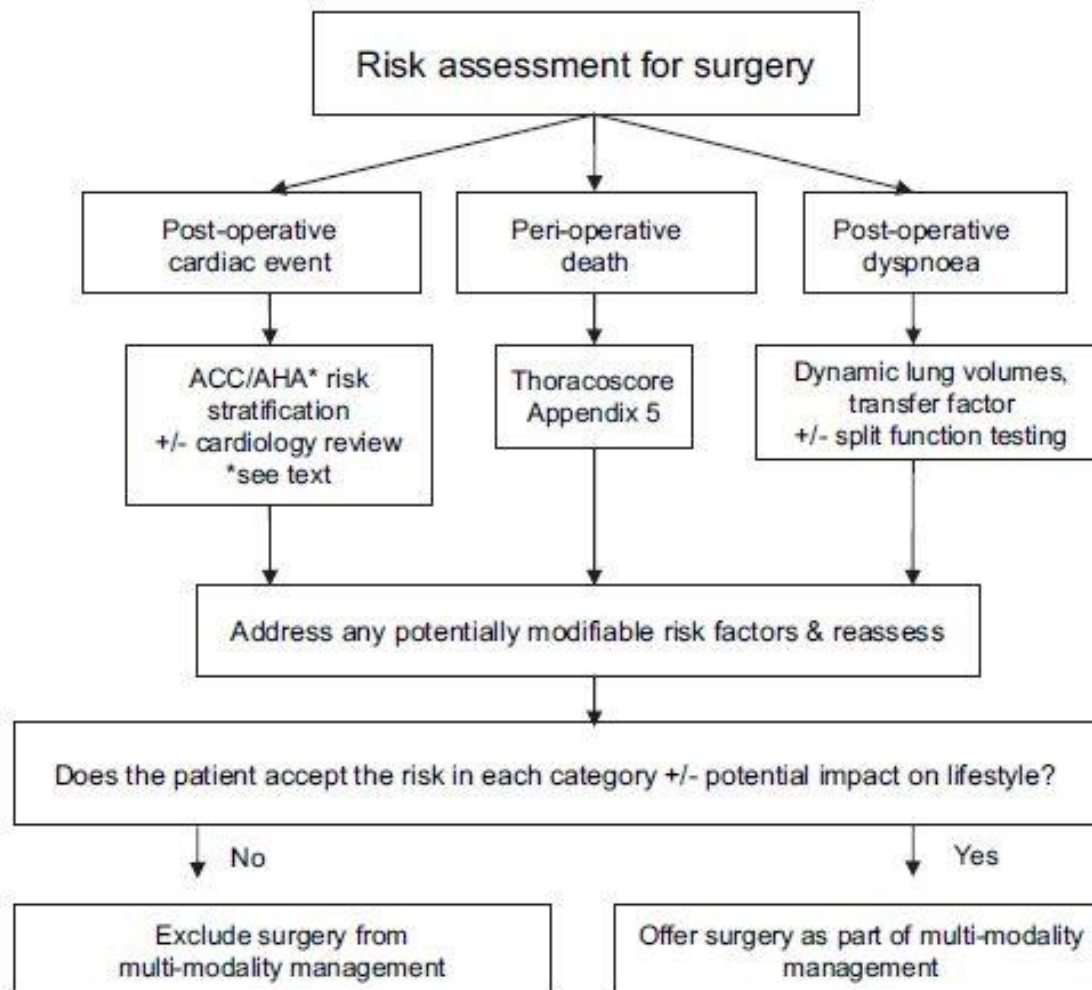 Risk assessment for surgery
Post-operative
cardiac event
Peri-operative
death
Post-operative
dyspnoea
ACC/AHA* risk
stratification
+/- cardiology review
*see text
Thoracoscore
Appendix 5
Dynamic lung volumes,
transfer factor
+/- split function testing
Address any potentially modifiable risk factors & reassess
Does the patient accept the risk in each category +/- potential impact on lifestyle?
No
Yes
Exclude surgery from
multi-modality management
Offer surgery as part of multi-modality
management